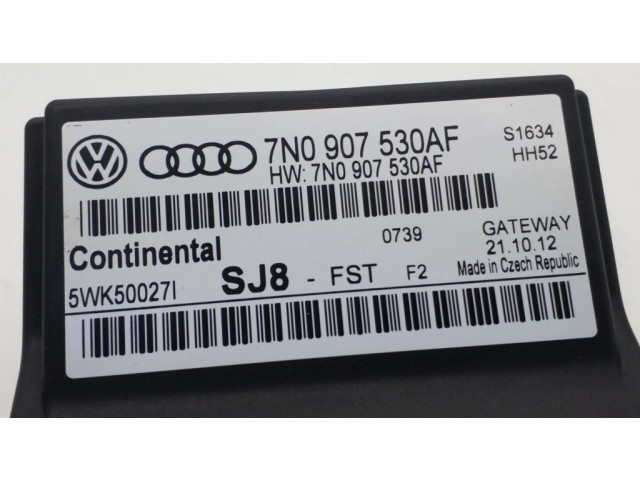 7N0 907 530AF S1634
HW: 7N0 907 530AF HH52
Continental 0739 GATEWAY
21.10.12
5WK50027I SJ8 - FST F2 Made in Czech Republic